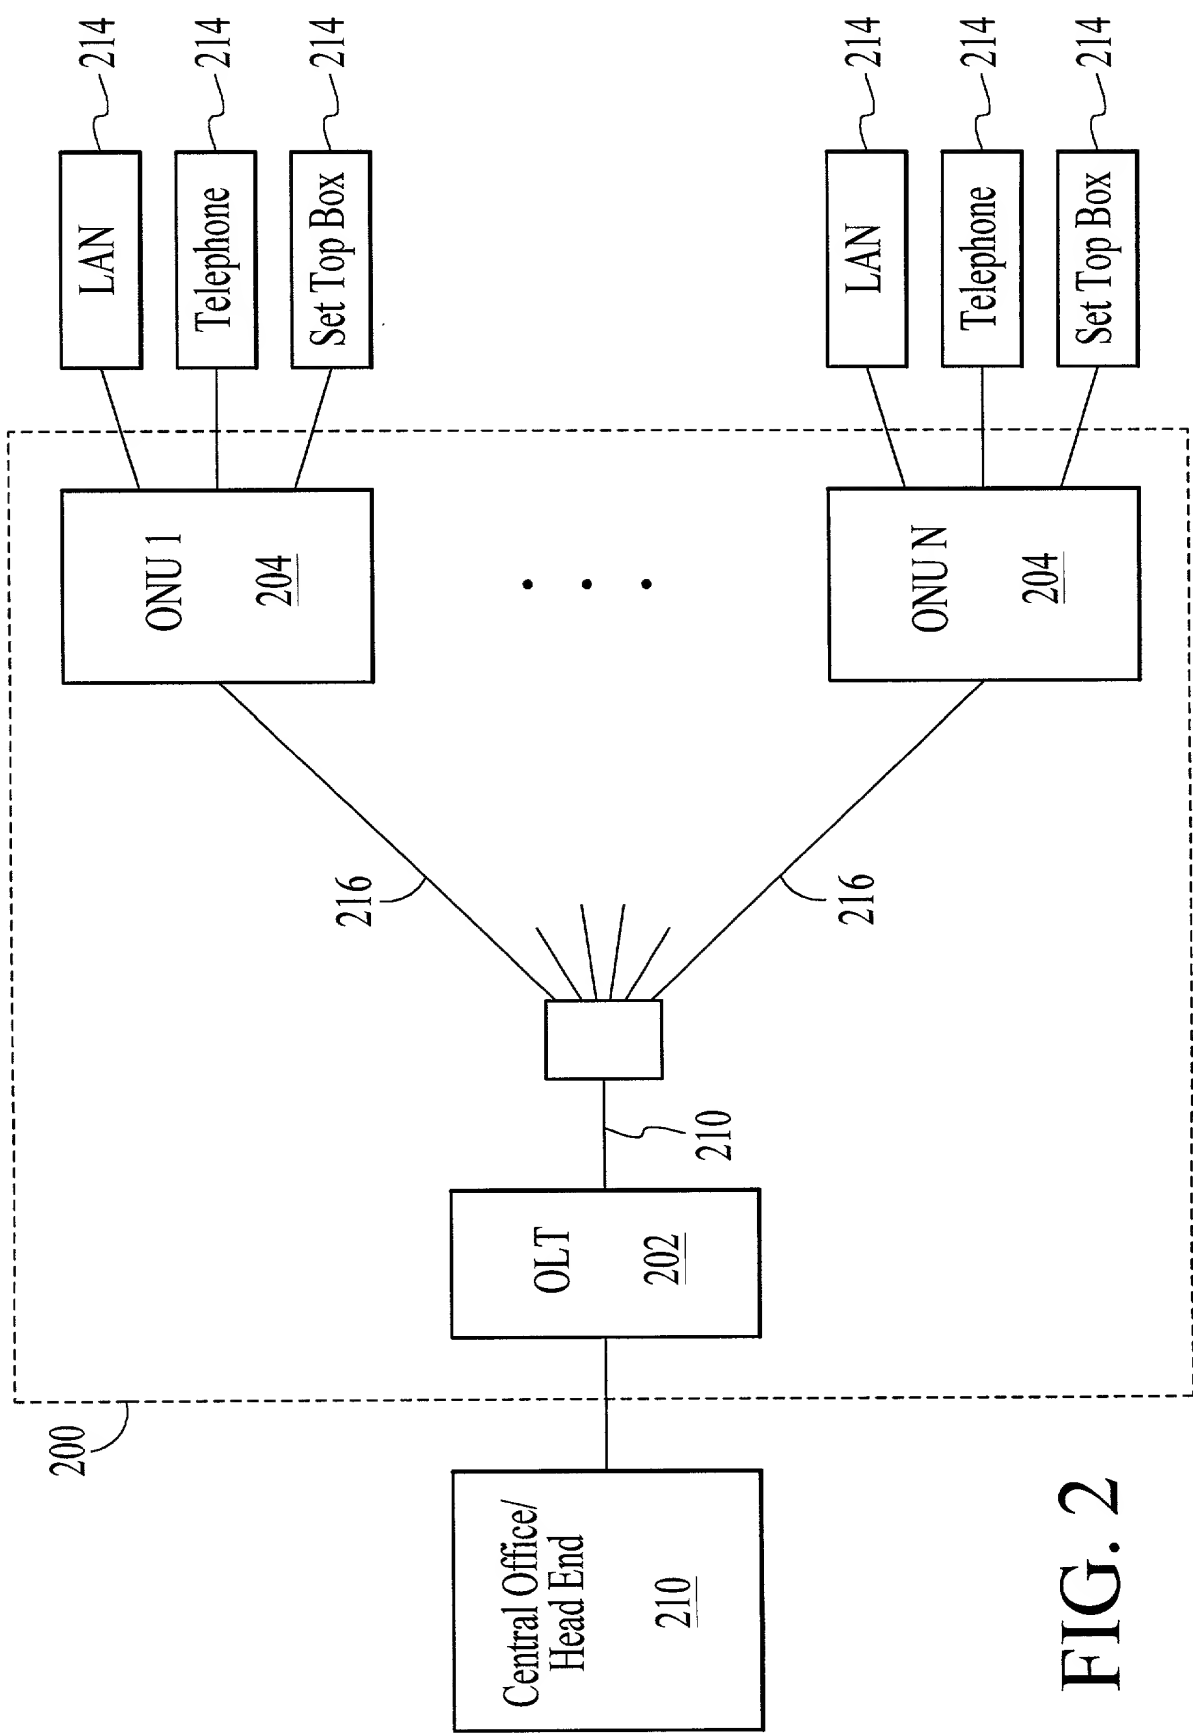 200
Central Office/
Head End
210
OLT
202
210
216
216
ONU 1
204
ONU N
204
LAN
214
Telephone
214
Set Top Box
214
LAN
214
Telephone
214
Set Top Box
214
FIG. 2